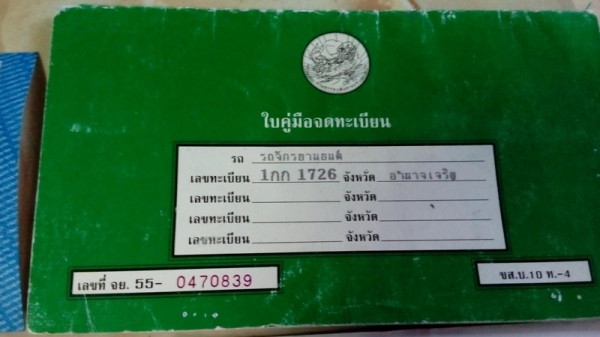 ใบคู่มือจดทะเบียน
รถ รถจักรยานยนต์
เลขทะเบียน 1กก 1726 จังหวัด อำนาจเจริญ
เลขทะเบียน จังหวัด
เลขทะเบียน จังหวัด
เลขทะเบียน จังหวัด
เลขที่ จย. 55- 0470839
ขส.บ.10 ท.-4